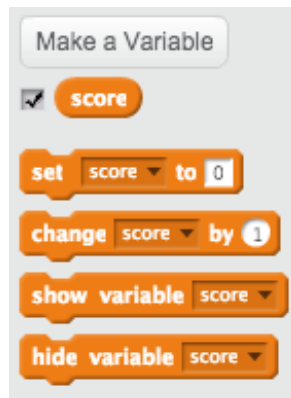 Make a Variable
score
set score to 0
change score by 1
show variable score
hide variable score